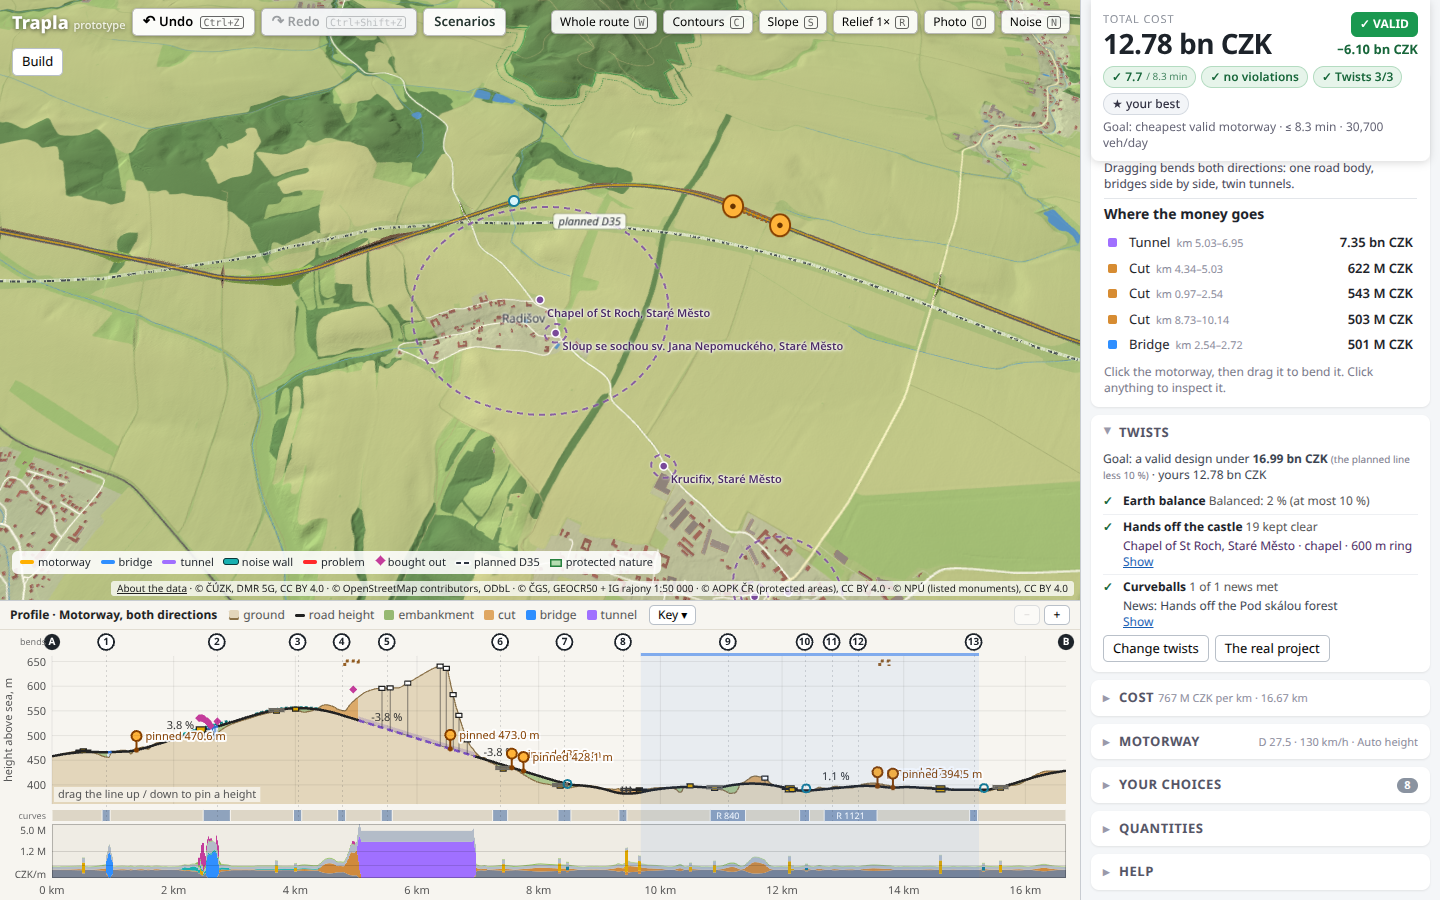 Trapla prototype
↶ Undo Ctrl+Z
↷ Redo Ctrl+Shift+Z
Scenarios
Whole route W
Contours C
Slope S
Relief 1× R
Photo O
Noise N
Build
planned D35
Radišov
Chapel of St Roch, Staré Město
Sloup se sochou sv. Jana Nepomuckého, Staré Město
Krucifix, Staré Město
motorway bridge tunnel noise wall problem bought out planned D35 protected nature
About the data · © ČÚZK, DMR 5G, CC BY 4.0 · © OpenStreetMap contributors, ODbL · © ČGS, GEOCR50 + IG rajony 1:50 000 · © AOPK ČR (protected areas), CC BY 4.0 · © NPÚ (listed monuments), CC BY 4.0
TOTAL COST
✓ VALID
12.78 bn CZK
−6.10 bn CZK
✓ 7.7 / 8.3 min
✓ no violations
✓ Twists 3/3
★ your best
Goal: cheapest valid motorway · ≤ 8.3 min · 30,700
veh/day
Dragging bends both directions: one road body,
bridges side by side, twin tunnels.
Where the money goes
Tunnel km 5.03–6.95 7.35 bn CZK
Cut km 4.34–5.03 622 M CZK
Cut km 0.97–2.54 543 M CZK
Cut km 8.73–10.14 503 M CZK
Bridge km 2.54–2.72 501 M CZK
Click the motorway, then drag it to bend it. Click
anything to inspect it.
▼ TWISTS
Goal: a valid design under 16.99 bn CZK (the planned line
less 10 %) · yours 12.78 bn CZK
✓ Earth balance Balanced: 2 % (at most 10 %)
✓ Hands off the castle 19 kept clear
Chapel of St Roch, Staré Město · chapel · 600 m ring
Show
✓ Curveballs 1 of 1 news met
News: Hands off the Pod skálou forest
Show
Change twists
The real project
▶ COST 767 M CZK per km · 16.67 km
▶ MOTORWAY D 27.5 · 130 km/h · Auto height
▶ YOUR CHOICES 8
▶ QUANTITIES
▶ HELP
Profile · Motorway, both directions ground road height embankment cut bridge tunnel Key ▾
− +
bends A 1 2 3 4 5 6 7 8 9 10 11 12 13 B
height above sea, m
650
600
550
500
450
400
3.8 %
-3.8 %
-3.8
1.1 %
pinned 470.6 m
pinned 473.0 m
pinned 428.1 m
pinned 394.5 m
drag the line up / down to pin a height
curves
R 840
R 1121
5.0 M
1.2 M
CZK/m
0 km 2 km 4 km 6 km 8 km 10 km 12 km 14 km 16 km